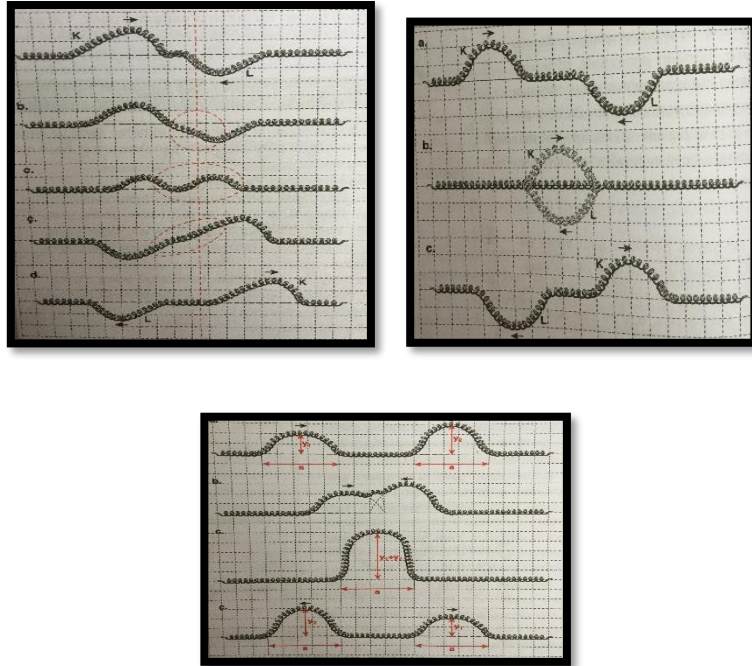 K
L
b.
c.
ç.
d.
K
L
a.
K
L
b.
K
L
c.
K
L
y₁ y₂
a a
b.
c.
y₁+y₂
a
y₂ y₁
a a